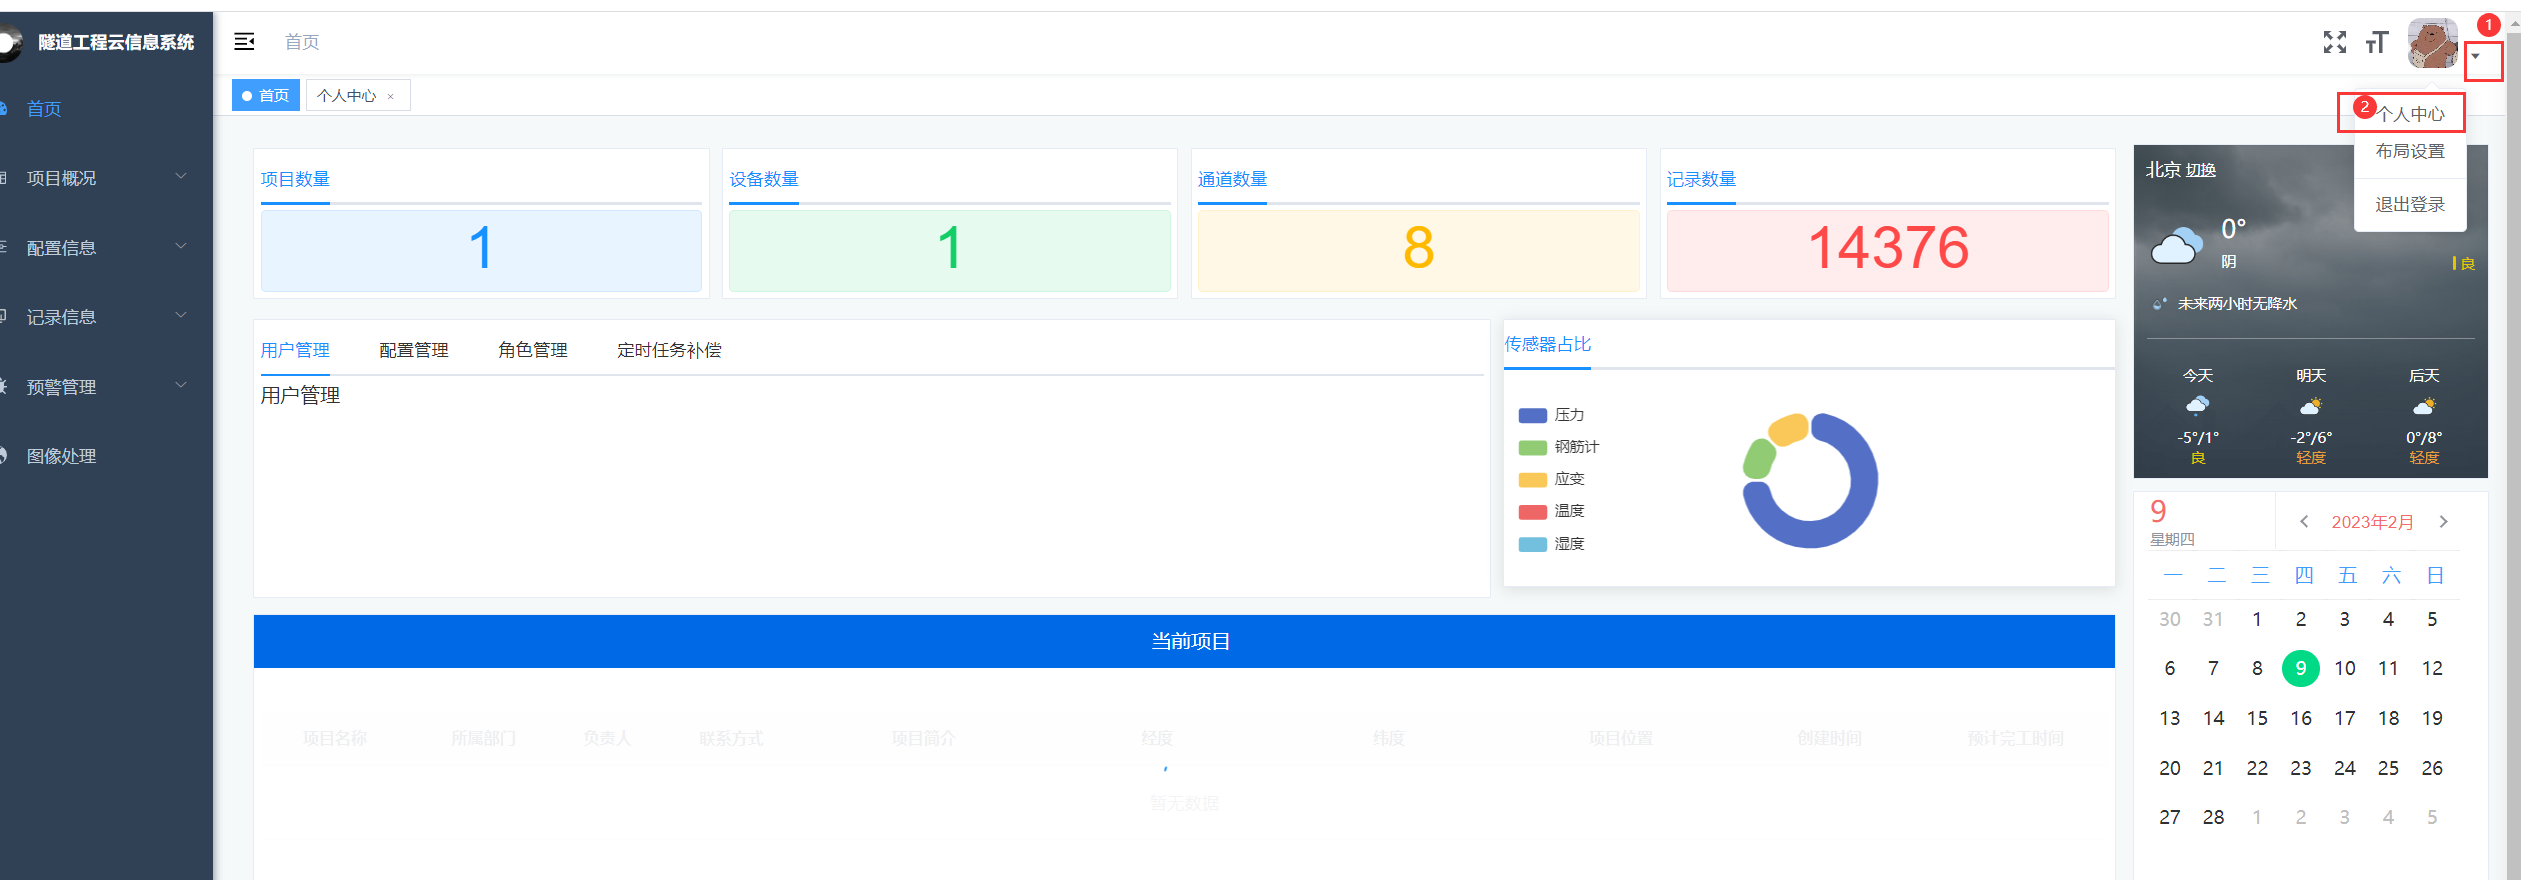 隧道工程云信息系统
首页
项目概况
配置信息
记录信息
预警管理
图像处理
首页
1
首页
个人中心 ×
2 个人中心
布局设置
退出登录
项目数量
1
设备数量
1
通道数量
8
记录数量
14376
用户管理 配置管理 角色管理 定时任务补偿
用户管理
传感器占比
压力
钢筋计
应变
温度
湿度
北京 切换
0°
阴
良
未来两小时无降水
今天 明天 后天
-5°/1° -2°/6° 0°/8°
良 轻度 轻度
9
星期四
2023年2月
一 二 三 四 五 六 日
30 31 1 2 3 4 5
6 7 8 9 10 11 12
13 14 15 16 17 18 19
20 21 22 23 24 25 26
27 28 1 2 3 4 5
当前项目
项目名称 所属部门 负责人 联系方式 项目简介 经度 纬度 项目位置 创建时间 预计完工时间
暂无数据